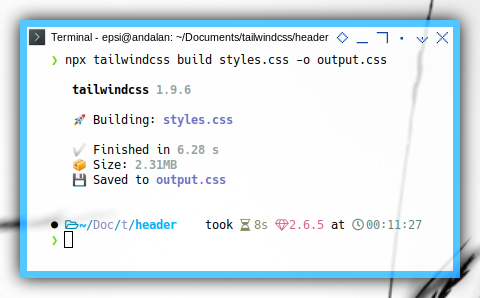 Terminal - epsi@andalan: ~/Documents/tailwindcss/header
❯ npx tailwindcss build styles.css -o output.css
tailwindcss 1.9.6
🚀 Building: styles.css
✔ Finished in 6.28 s
📦 Size: 2.31MB
💾 Saved to output.css
● ~/Doc/t/header took ⌛8s 2.6.5 at 00:11:27
❯